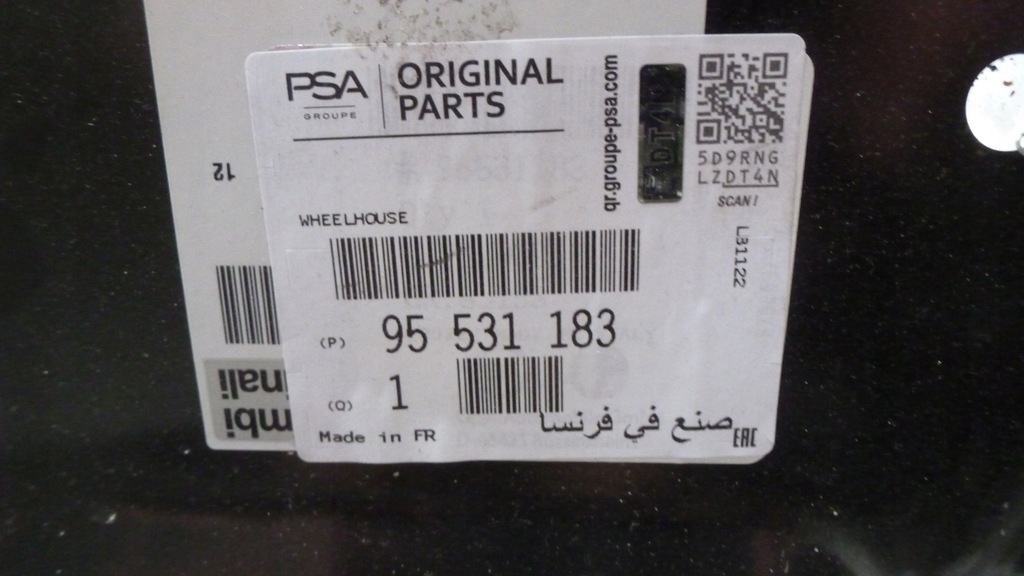 PSA
GROUPE
ORIGINAL
PARTS
qr.groupe-psa.com
5D9RNG
LZDT4N
SCAN!
L31122
WHEELHOUSE
(P) 95 531 183
(Q) 1
Made in FR
صنع في فرنسا
EAC
12
mbi
inali